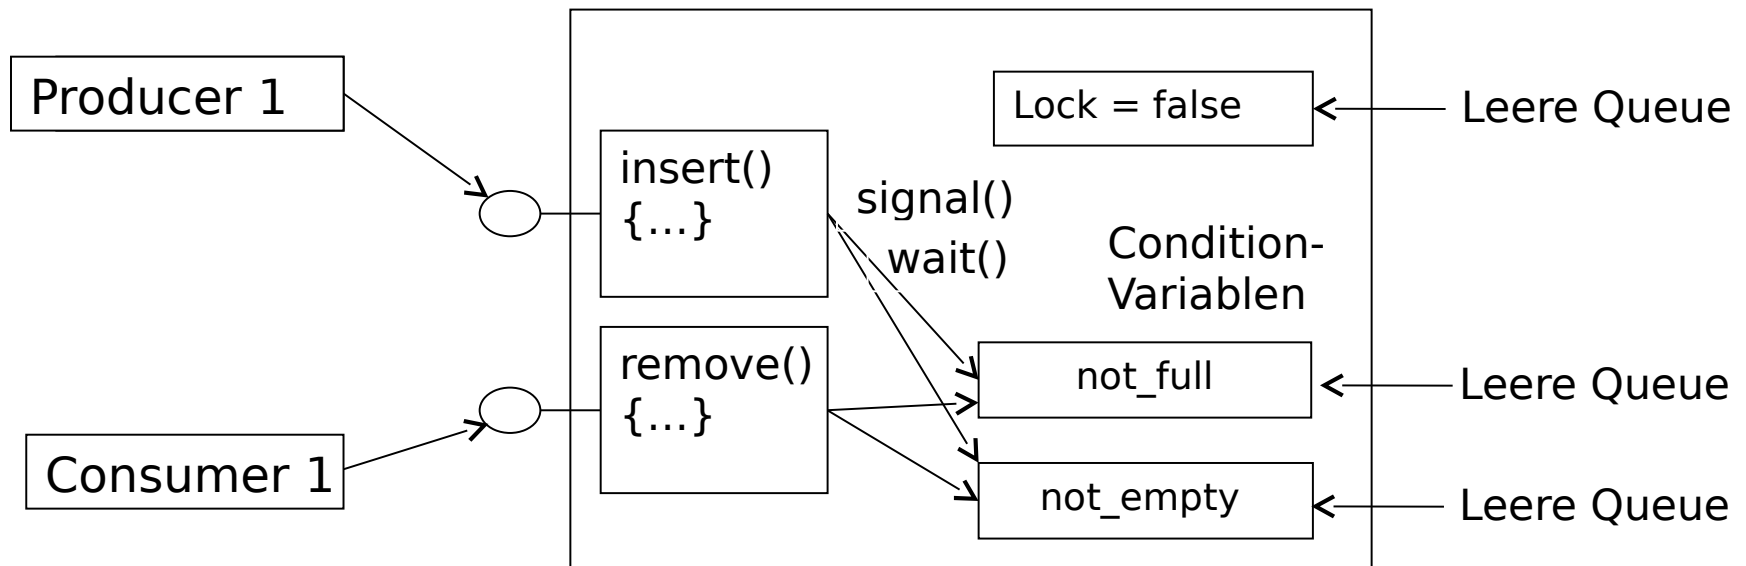 Producer 1
Lock = false
Leere Queue
insert()
{...}
signal()
wait()
Condition-
Variablen
remove()
{...}
not_full
Leere Queue
Consumer 1
not_empty
Leere Queue